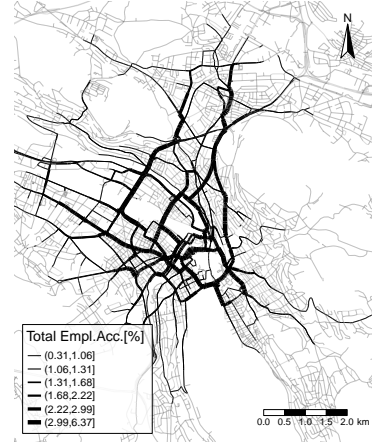 N
Total Empl.Acc.[%]
(0.31,1.06]
(1.06,1.31]
(1.31,1.68]
(1.68,2.22]
(2.22,2.99]
(2.99,6.37]
0.0 0.5 1.0 1.5 2.0 km